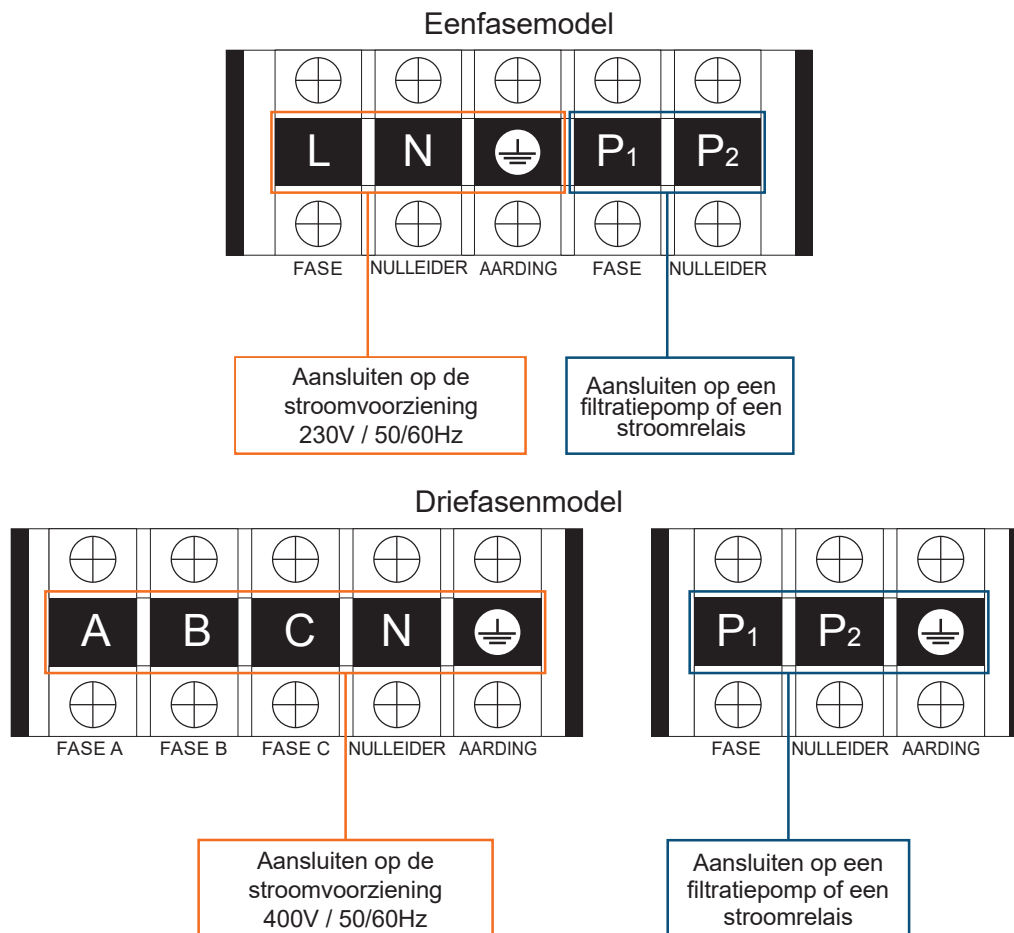 Eenfasemodel
L N P1 P2
FASE NULLEIDER AARDING FASE NULLEIDER
Aansluiten op de
stroomvoorziening
230V / 50/60Hz
Aansluiten op een
filtratiepomp of een
stroomrelais
Driefasenmodel
A B C N
FASE A FASE B FASE C NULLEIDER AARDING
P1 P2
FASE NULLEIDER AARDING
Aansluiten op de
stroomvoorziening
400V / 50/60Hz
Aansluiten op een
filtratiepomp of een
stroomrelais